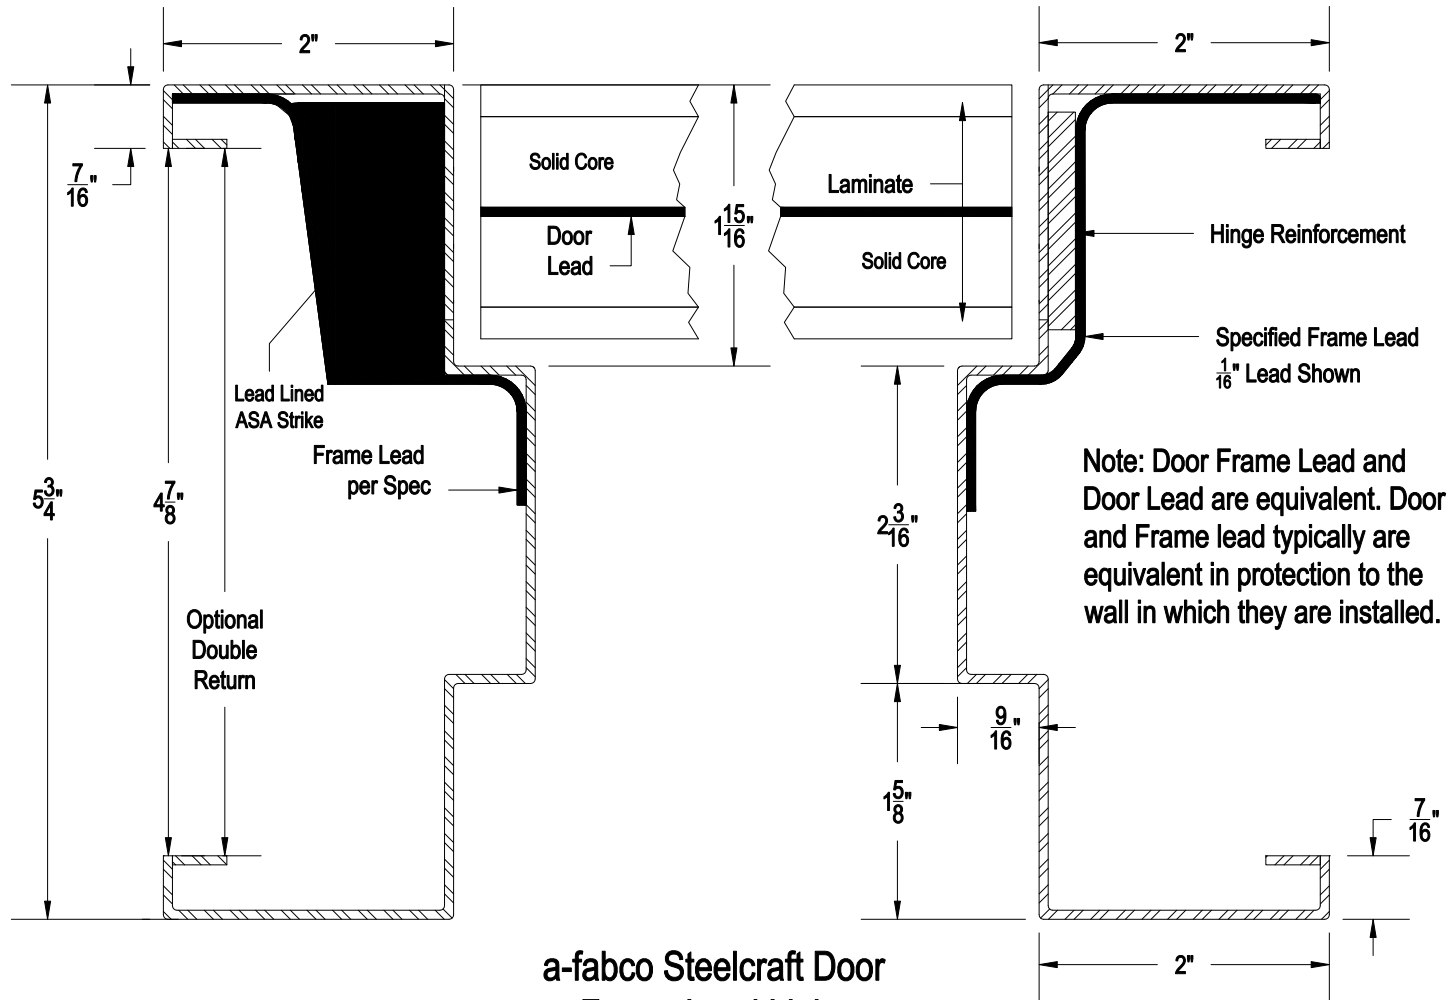 2"
2"
7/16"
Solid Core
Laminate
1 15/16"
Door
Lead
Solid Core
Hinge Reinforcement
Specified Frame Lead
1/16" Lead Shown
Lead Lined
ASA Strike
Frame Lead
per Spec
5 3/4"
4 7/8"
2 3/16"
Note: Door Frame Lead and
Door Lead are equivalent. Door
and Frame lead typically are
equivalent in protection to the
wall in which they are installed.
Optional
Double
Return
9/16"
1 5/8"
7/16"
a-fabco Steelcraft Door
2"